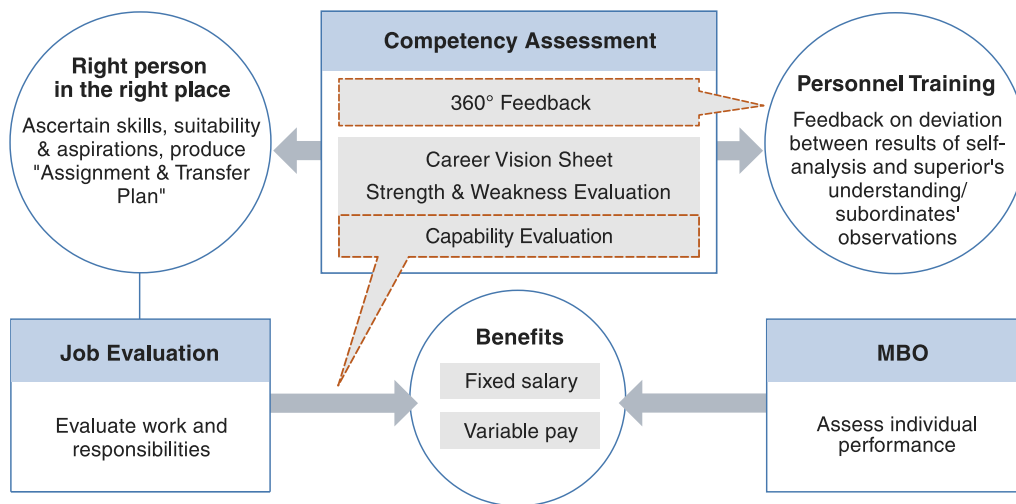 Competency Assessment
360° Feedback
Career Vision Sheet
Strength & Weakness Evaluation
Capability Evaluation
Right person
in the right place
Ascertain skills, suitability
& aspirations, produce
"Assignment & Transfer
Plan"
Personnel Training
Feedback on deviation
between results of self-
analysis and superior's
understanding/
subordinates'
observations
Job Evaluation
Evaluate work and
responsibilities
Benefits
Fixed salary
Variable pay
MBO
Assess individual
performance